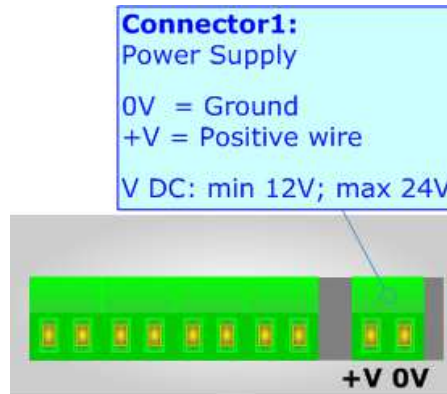 Connector1:
Power Supply
0V = Ground
+V = Positive wire
V DC: min 12V; max 24V
+V 0V